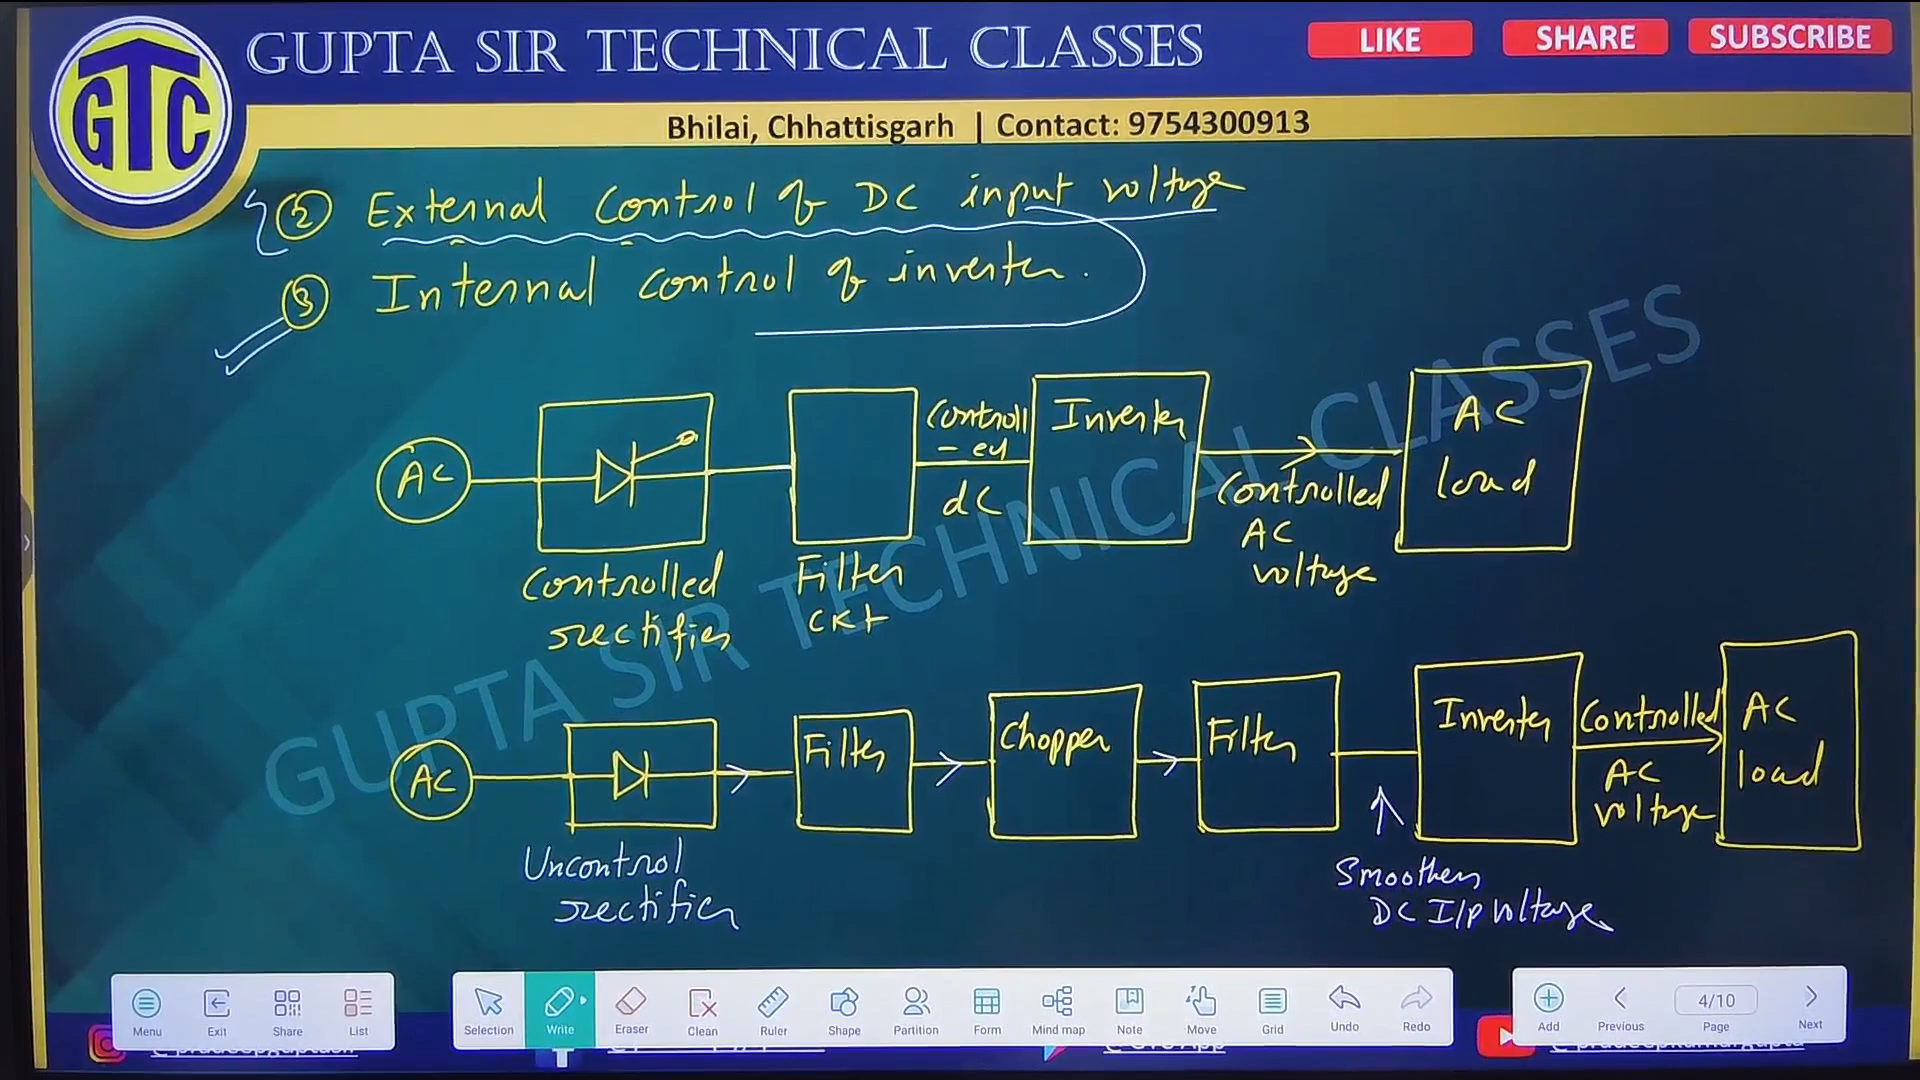 GTC
GUPTA SIR TECHNICAL CLASSES
LIKE
SHARE
SUBSCRIBE
Bhilai, Chhattisgarh | Contact: 9754300913
② External control of DC input voltage
③ Internal control of inverter.
GUPTA SIR TECHNICAL CLASSES
AC
Controlled
rectifier
Filter
CKt
Controll
- ed
dC
Inverter
Controlled
AC
voltage
AC
load
AC
Uncontrol
rectifier
Filter
Chopper
Filter
Smoothen
DC I/p voltage
Inverter
Controlled
AC
voltage
AC
load
Menu
Exit
Share
List
Selection
Write
Eraser
Clean
Ruler
Shape
Partition
Form
Mind map
Note
Move
Grid
Undo
Redo
Add
Previous
4/10
Page
Next